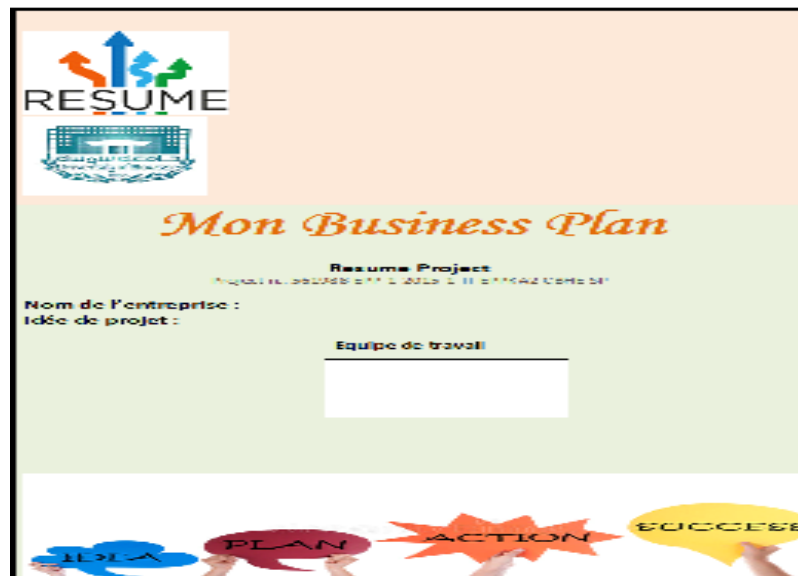 RESUME
Mon Business Plan
Resume Project
Nom de l'entreprise :
Idée de projet :
Equipe de travail
IDEA
PLAN
ACTION
SUCCESS